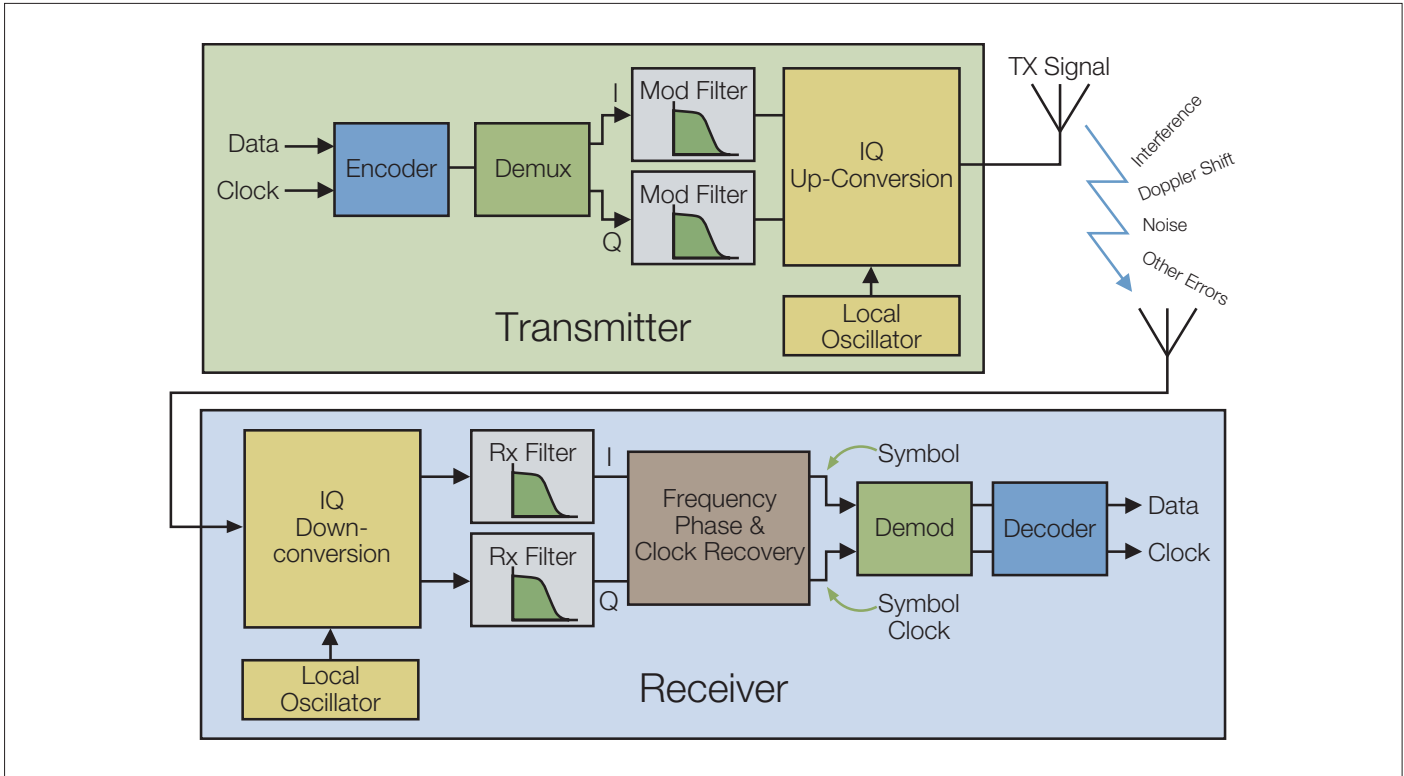 TX Signal
I
Mod Filter
Interference
Data
Encoder
Demux
IQ
Up-Conversion
Doppler Shift
Clock
Mod Filter
Q
Noise
Other Errors
Transmitter
Local
Oscillator
Rx Filter
I
Symbol
IQ
Down-
conversion
Frequency
Phase &
Clock Recovery
Demod
Decoder
Data
Clock
Rx Filter
Q
Symbol
Clock
Local
Oscillator
Receiver